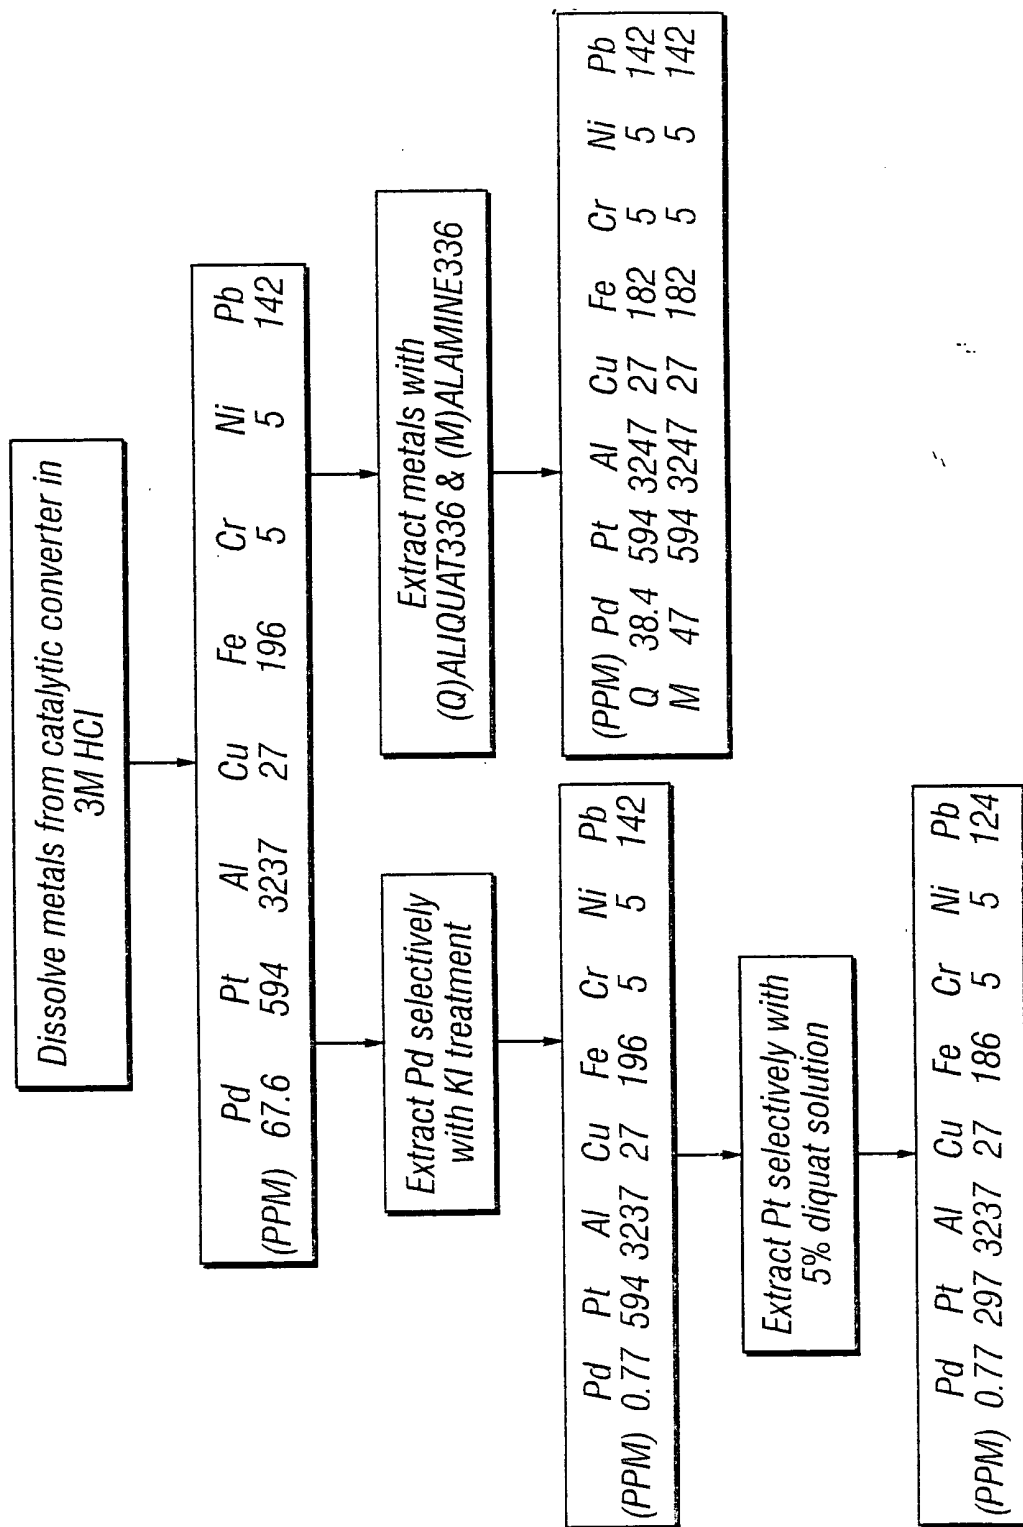 Dissolve metals from catalytic converter in
3M HCl
Pd Pt Al Cu Fe Cr Ni Pb
(PPM) 67.6 594 3237 27 196 5 5 142
Extract Pd selectively
with KI treatment
Extract metals with
(Q)ALIQUAT336 & (M)ALAMINE336
Pd Pt Al Cu Fe Cr Ni Pb
(PPM) 0.77 594 3237 27 196 5 5 142
(PPM) Pd Pt Al Cu Fe Cr Ni Pb
Q 38.4 594 3247 27 182 5 5 142
M 47 594 3247 27 182 5 5 142
Extract Pt selectively with
5% diquat solution
Pd Pt Al Cu Fe Cr Ni Pb
(PPM) 0.77 297 3237 27 186 5 5 124